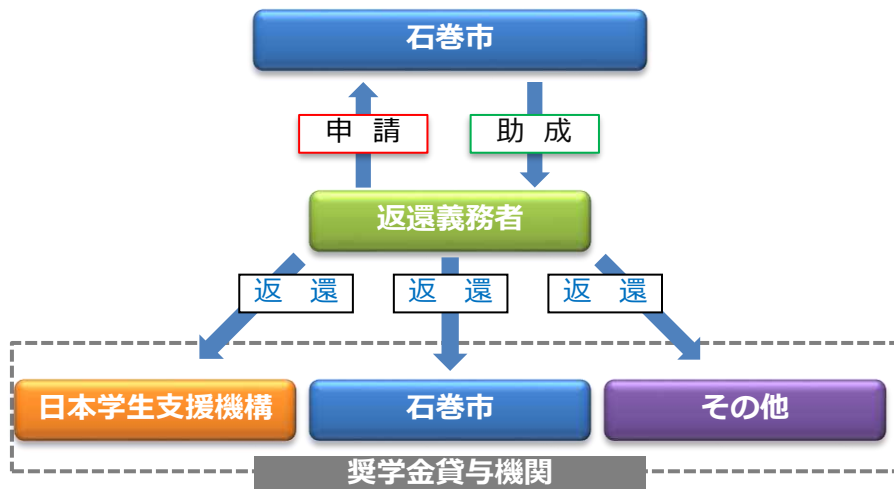 石巻市
申 請
助 成
返還義務者
返 還
返 還
返 還
日本学生支援機構
石巻市
その他
奨学金貸与機関